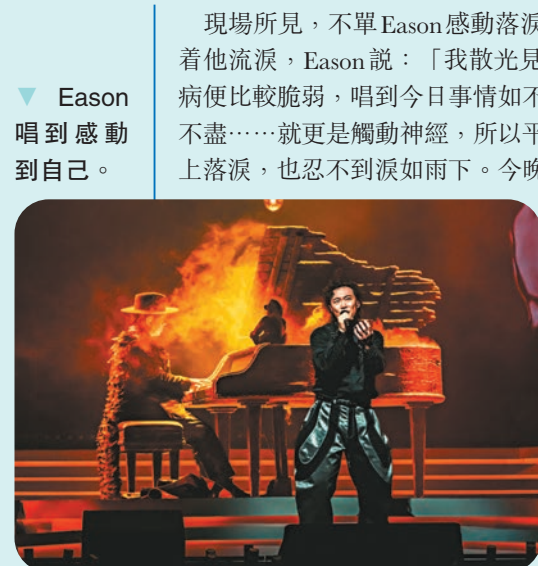 現場所見，不單Eason感動落淚
着他流淚，Eason説：「我散光見
病便比較脆弱，唱到今日事情如不
不盡……就更是觸動神經，所以平
上落淚，也忍不到淚如雨下。今晚
▼ Eason
唱到感動
到自己。